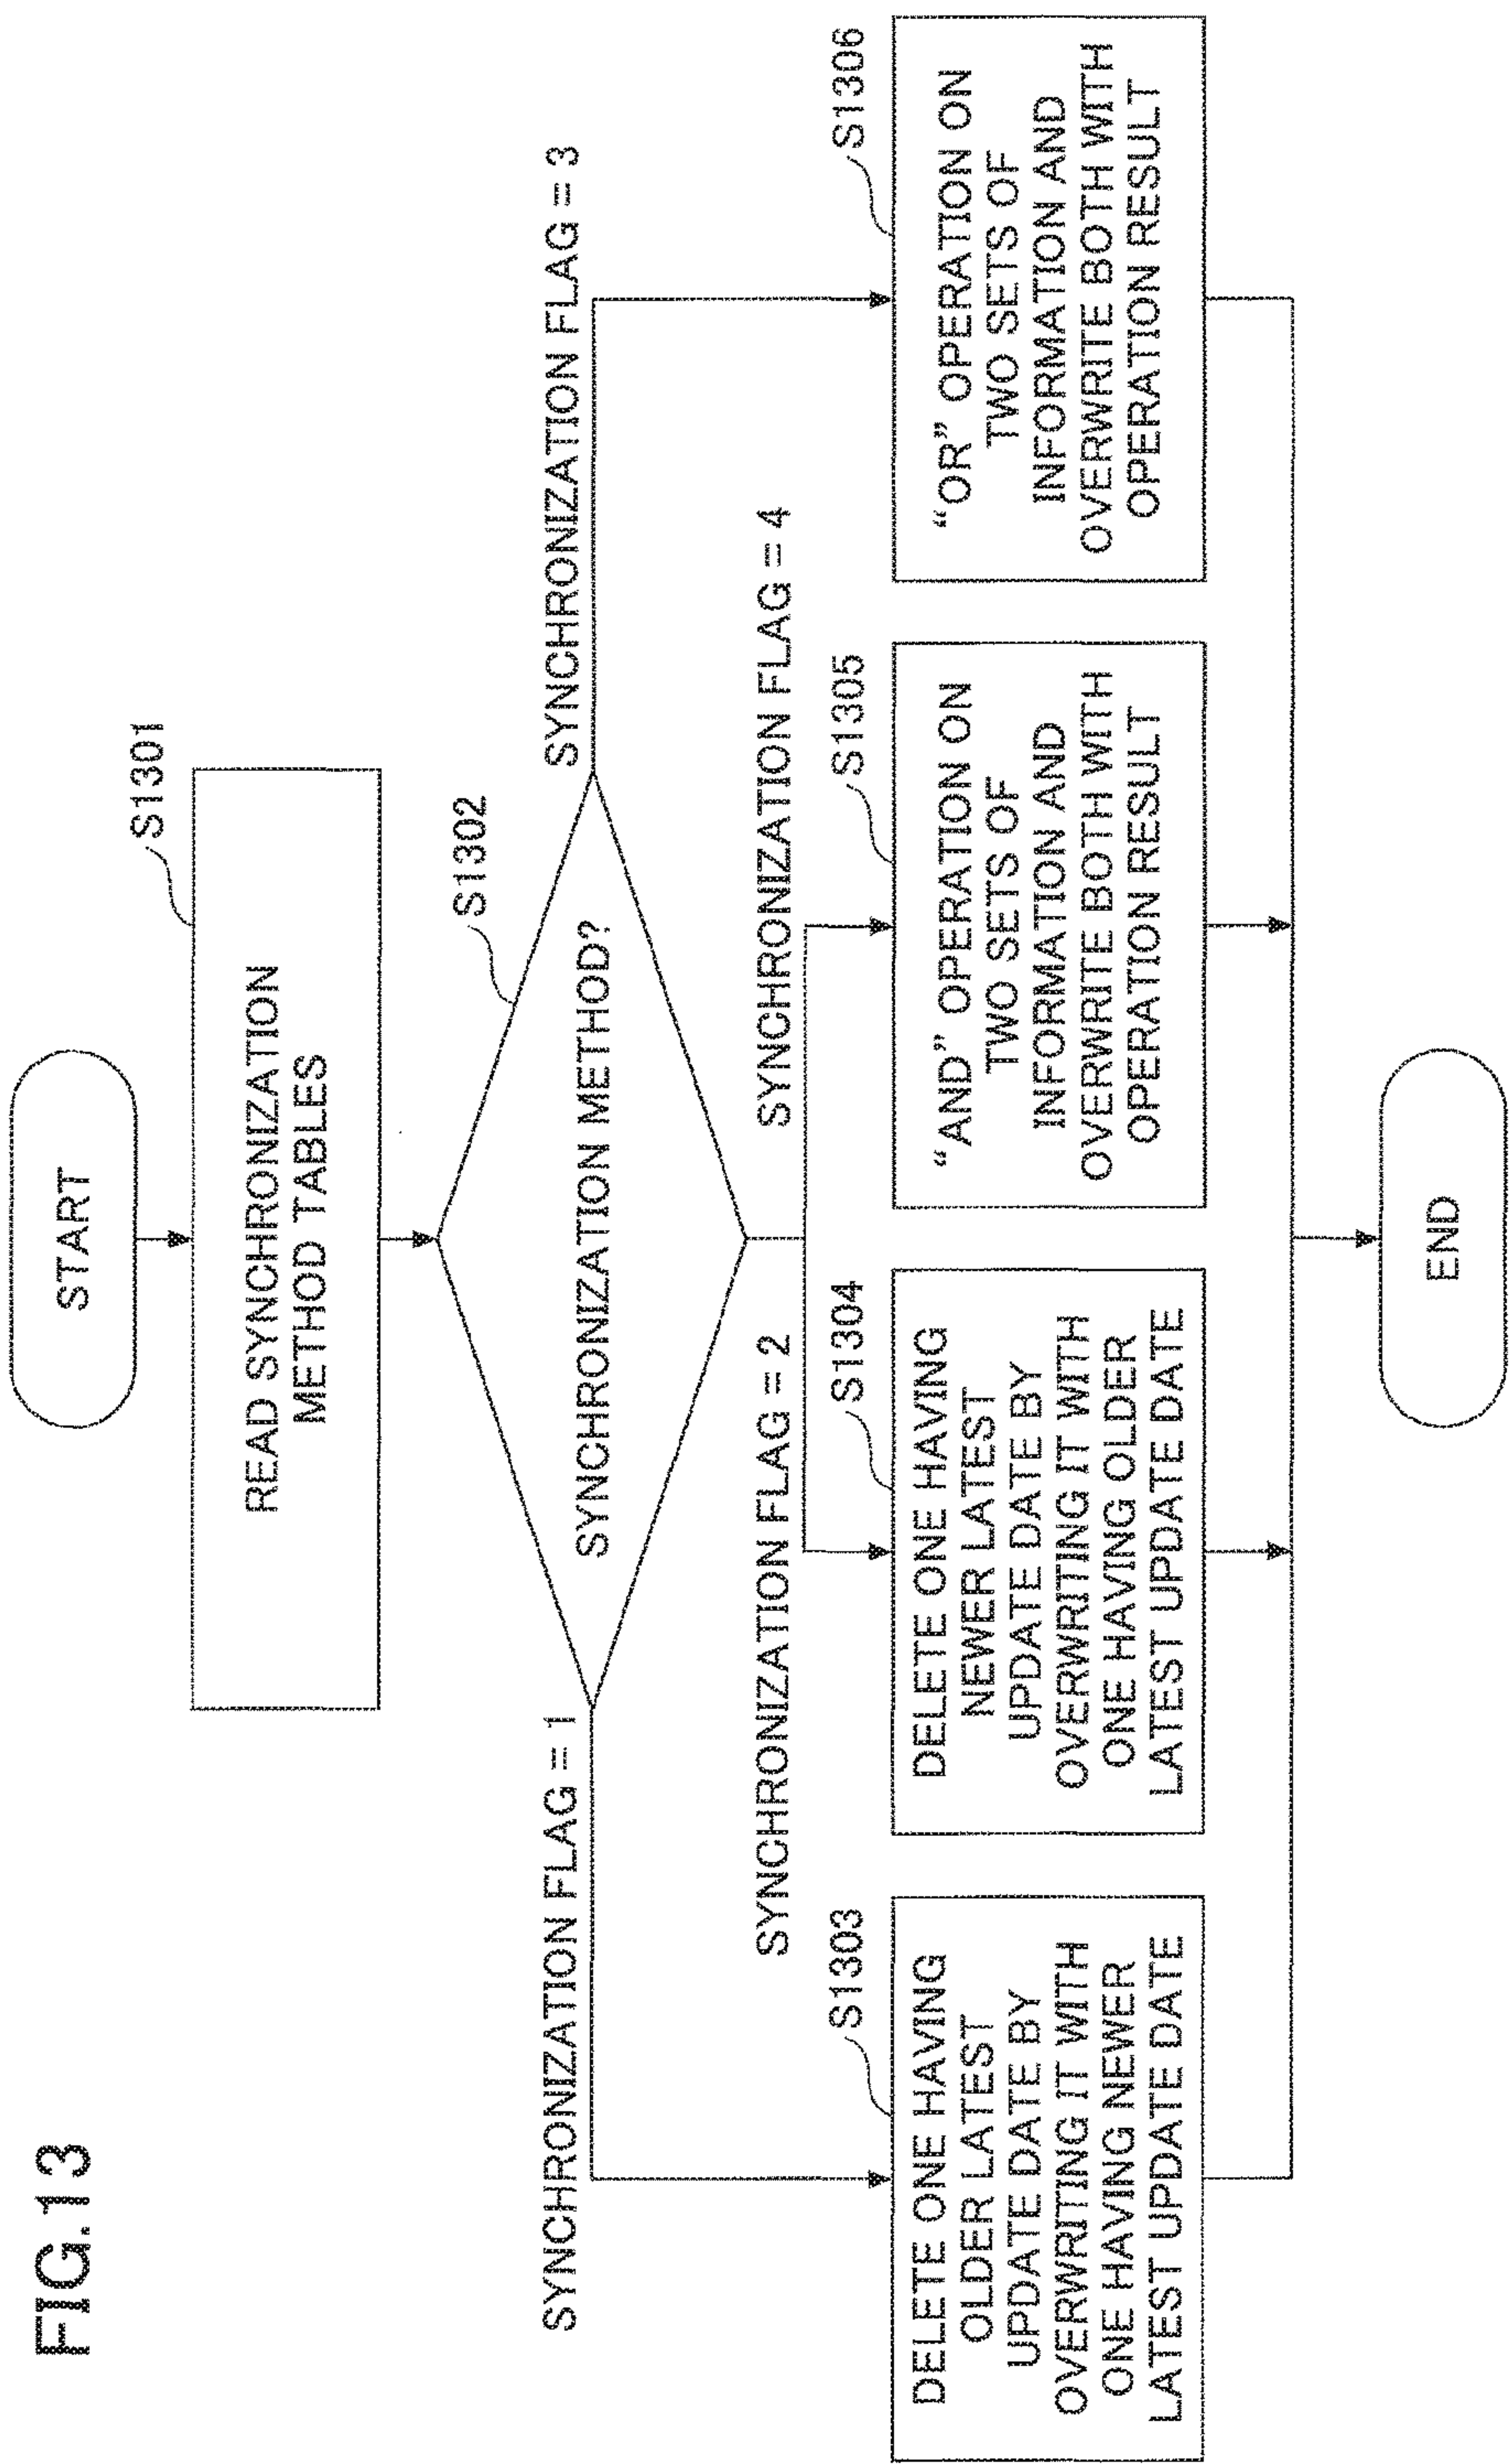 FIG.13
START
S1301
READ SYNCHRONIZATION
METHOD TABLES
S1302
SYNCHRONIZATION METHOD?
SYNCHRONIZATION FLAG = 1
SYNCHRONIZATION FLAG = 3
SYNCHRONIZATION FLAG = 2
SYNCHRONIZATION FLAG = 4
S1303
DELETE ONE HAVING
OLDER LATEST
UPDATE DATE BY
OVERWRITING IT WITH
ONE HAVING NEWER
LATEST UPDATE DATE
S1304
DELETE ONE HAVING
NEWER LATEST
UPDATE DATE BY
OVERWRITING IT WITH
ONE HAVING OLDER
LATEST UPDATE DATE
S1305
“AND” OPERATION ON
TWO SETS OF
INFORMATION AND
OVERWRITE BOTH WITH
OPERATION RESULT
S1306
“OR” OPERATION ON
TWO SETS OF
INFORMATION AND
OVERWRITE BOTH WITH
OPERATION RESULT
END